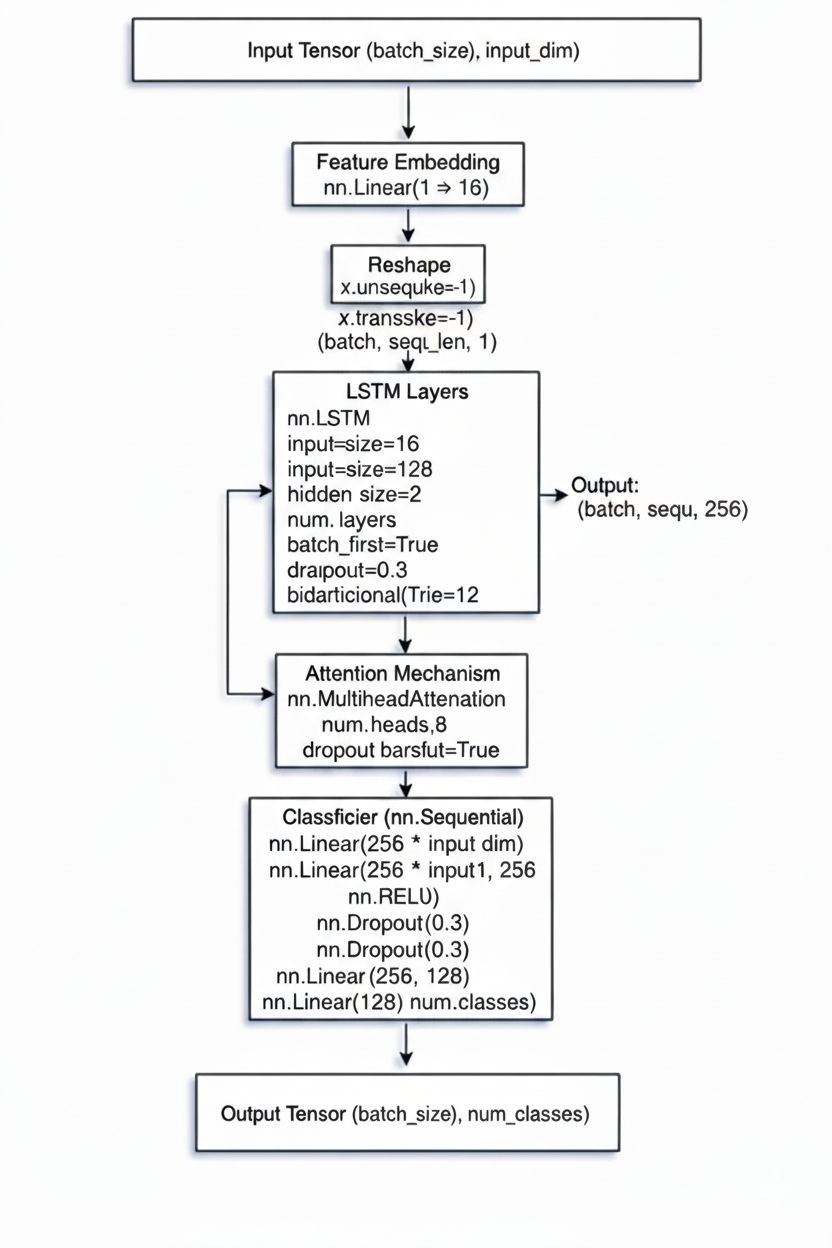 Input Tensor (batch_size), input_dim)
Feature Embedding
nn.Linear(1 ⇒ 16)
Reshape
x.unsequke=-1)
x.transske=-1)
(batch, sequ_len, 1)
LSTM Layers
nn.LSTM
input=size=16
input=size=128
hidden size=2
num. layers
batch_first=True
draıpout=0.3
bidarticional(Trie=12
Output:
(batch, sequ, 256)
Attention Mechanism
nn.MultiheadAttenation
num.heads,8
dropout barsfut=True
Classficier (nn.Sequential)
nn.Linear(256 * input dim)
nn.Linear(256 * input1, 256
nn.RELU)
nn.Dropout(0.3)
nn.Dropout(0.3)
nn.Linear (256, 128)
nn.Linear(128) num.classes)
Output Tensor (batch_size), num_classes)